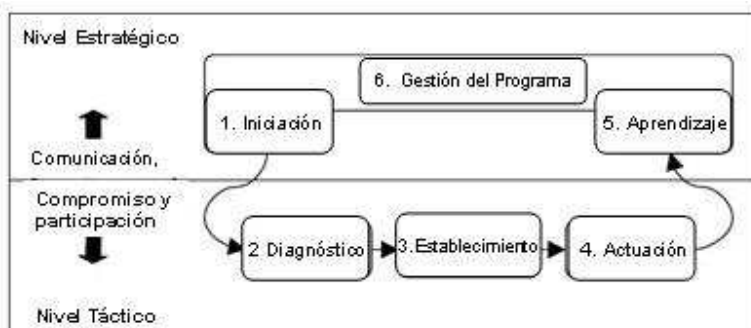 Nivel Estratégico
6. Gestión del Programa
1. Iniciación
5. Aprendizaje
Comunicación,
Compromiso y
participación
2 Diagnóstico
3.Establecimiento
4. Actuación
Nivel Táctico